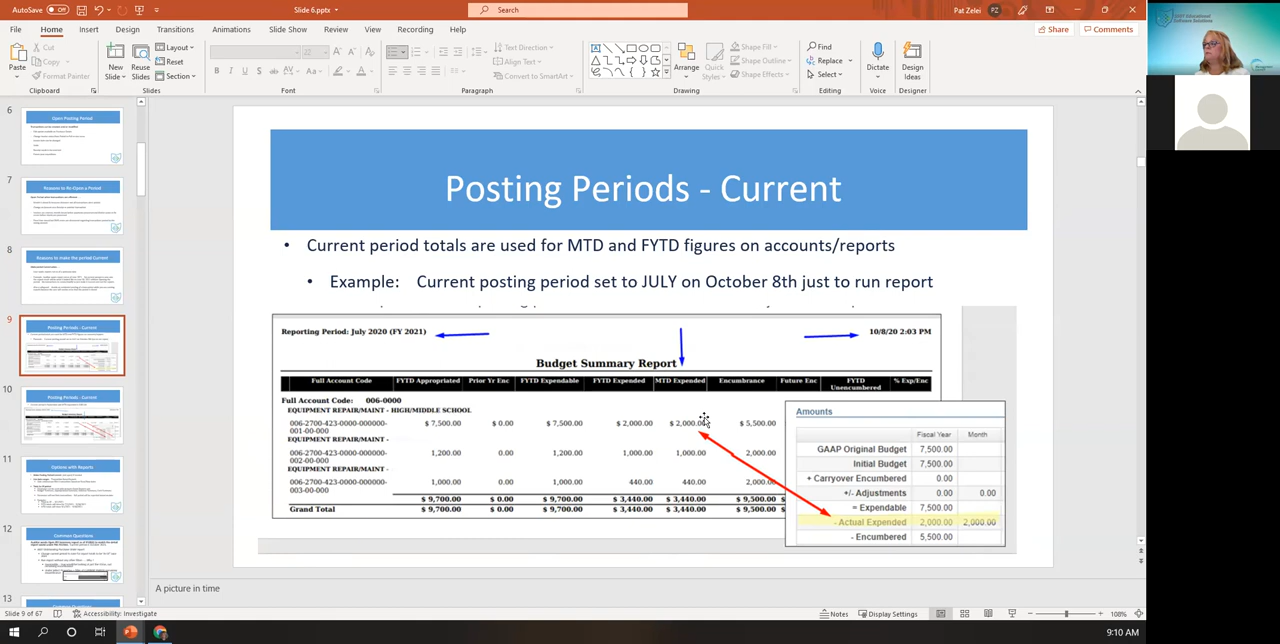 AutoSave Off
Slide 6.pptx
Search
Pat Zelei PZ
File Home Insert Design Transitions Animations Slide Show Review View Recording Help
Share Comments
Paste
Cut
Copy
Format Painter
Clipboard
New Slide
Reuse Slides
Layout
Reset
Section
Slides
Font
Text Direction
Align Text
Convert to SmartArt
Paragraph
Arrange
Quick Styles
Shape Fill
Shape Outline
Shape Effects
Drawing
Find
Replace
Select
Editing
Dictate
Voice
Design Ideas
Designer
6
Open Posting Period
7
Reasons to Re-Open a Period
8
Reasons to make the period Current
9
Posting Periods - Current
10
Posting Periods - Current
11
Options with Reports
12
Common Questions
13
Posting Periods - Current
• Current period totals are used for MTD and FYTD figures on accounts/reports
• Example: Current posting period set to JULY on October 8th just to run report
Reporting Period: July 2020 (FY 2021) 10/8/20 2:03 PM
Budget Summary Report
Full Account Code FYTD Appropriated Prior Yr Enc FYTD Expendable FYTD Expended MTD Expended Encumbrance Future Enc FYTD Unencumbered % Exp/Enc
Full Account Code: 006-0000
EQUIPMENT REPAIR/MAINT - HIGH/MIDDLE SCHOOL
006-2700-423-0000-000000- $ 7,500.00 $ 0.00 $ 7,500.00 $ 2,000.00 $ 2,000.00 $ 5,500.00
001-00-000
EQUIPMENT REPAIR/MAINT -
006-2700-423-0000-000000- 1,200.00 0.00 1,200.00 1,000.00 1,000.00 2,000.00
002-00-000
EQUIPMENT REPAIR/MAINT -
006-2700-423-0000-000000- 1,000.00 0.00 1,000.00 440.00 440.00 2,000.00
003-00-000
$ 9,700.00 $ 0.00 $ 9,700.00 $ 3,440.00 $ 3,440.00 $ 9,500.00
Grand Total $ 9,700.00 $ 0.00 $ 9,700.00 $ 3,440.00 $ 3,440.00 $ 9,500.00
Amounts
Fiscal Year Month
GAAP Original Budget 7,500.00
Initial Budget 7,500.00
+ Carryover Encumbered 0.00
+/- Adjustments 0.00 0.00
= Expendable 7,500.00
- Actual Expended 2,000.00 2,000.00
- Encumbered 5,500.00
A picture in time
Slide 9 of 67 Accessibility: Investigate Notes Display Settings 108%
9:10 AM